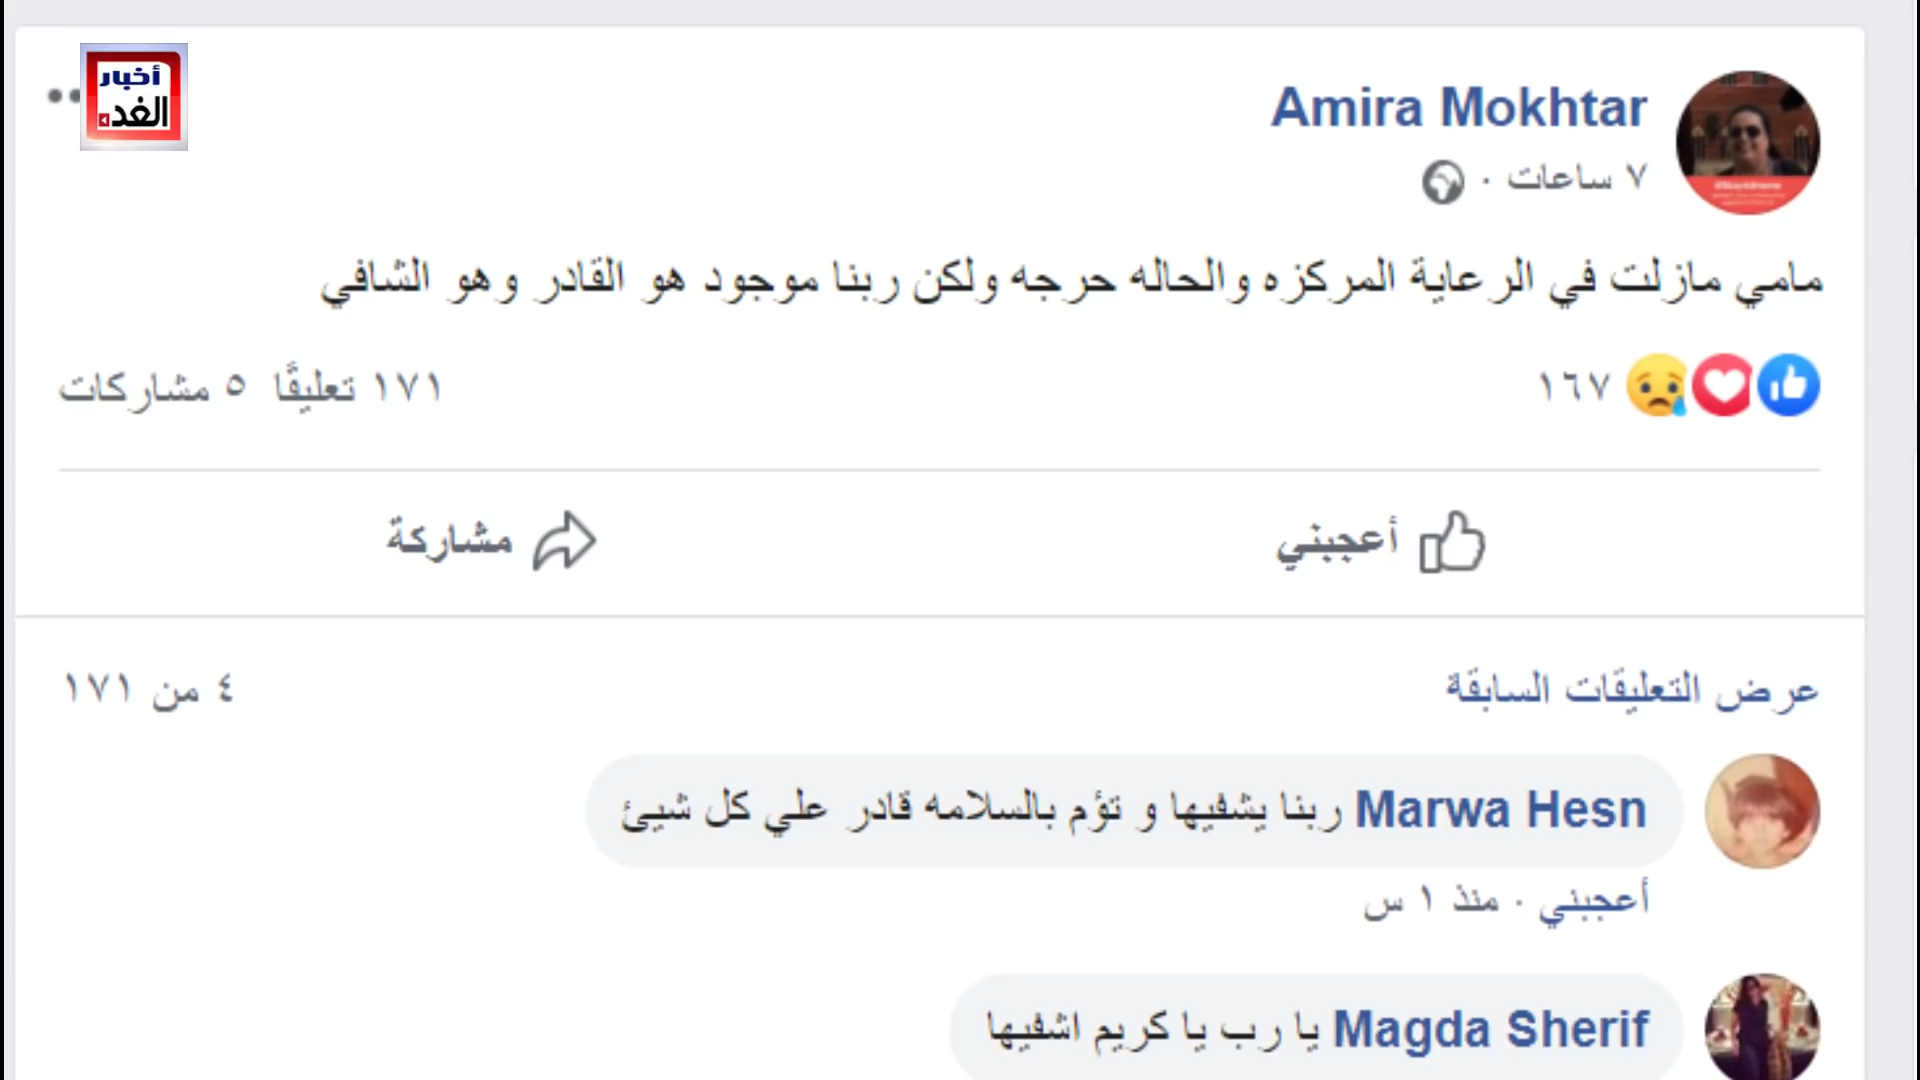 أخبار
الغد
Amira Mokhtar
٧ ساعات ·
مامي مازلت في الرعاية المركزه والحاله حرجه ولكن ربنا موجود هو القادر وهو الشافي
١٦٧
١٧١ تعليقًا ٥ مشاركات
أعجبني
مشاركة
عرض التعليقات السابقة
٤ من ١٧١
Marwa Hesn ربنا يشفيها و تؤم بالسلامه قادر علي كل شيئ
أعجبني · منذ ١ س
Magda Sherif يا رب يا كريم اشفيها